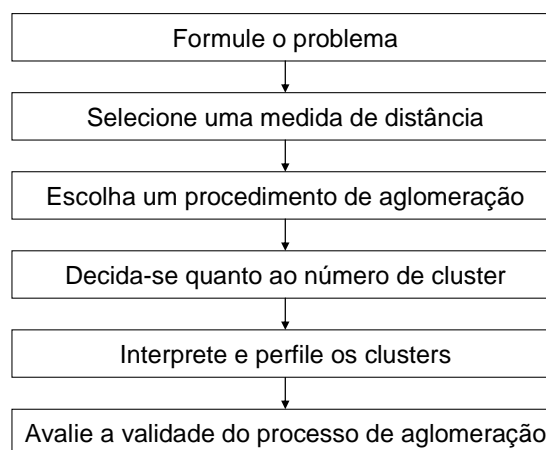 Formule o problema
Selecione uma medida de distância
Escolha um procedimento de aglomeração
Decida-se quanto ao número de cluster
Interprete e perfile os clusters
Avalie a validade do processo de aglomeração